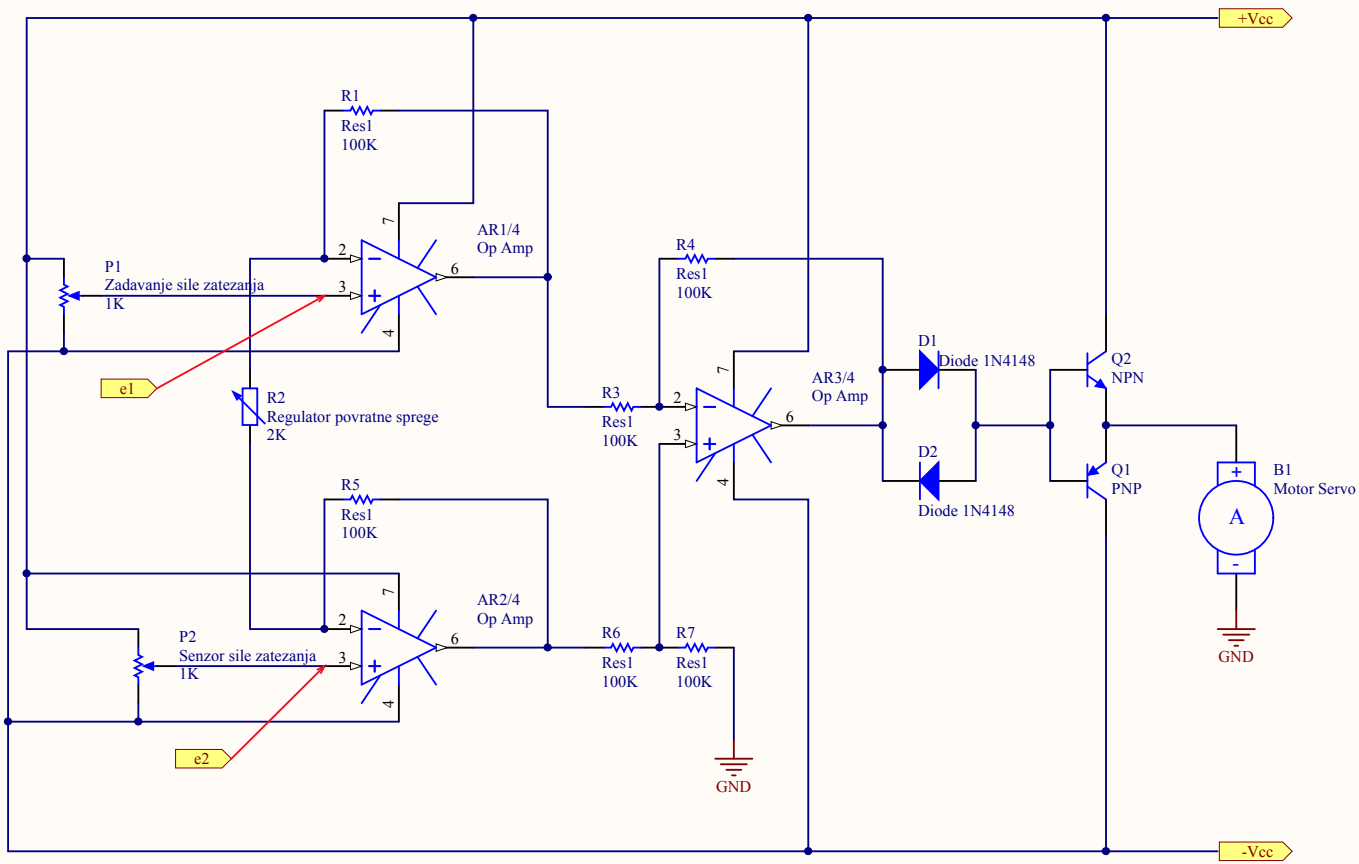 +Vcc
R1
Res1
100K
7
AR1/4
Op Amp
2
3
6
4
P1
Zadavanje sile zatezanja
1K
e1
R2
Regulator povratne sprege
2K
R4
Res1
100K
7
AR3/4
Op Amp
R3
Res1
100K
2
3
6
4
D1
Diode 1N4148
D2
Diode 1N4148
Q2
NPN
Q1
PNP
+
B1
Motor Servo
A
-
GND
R5
Res1
100K
7
AR2/4
Op Amp
2
3
6
4
P2
Senzor sile zatezanja
1K
e2
R6
Res1
100K
R7
Res1
100K
GND
-Vcc